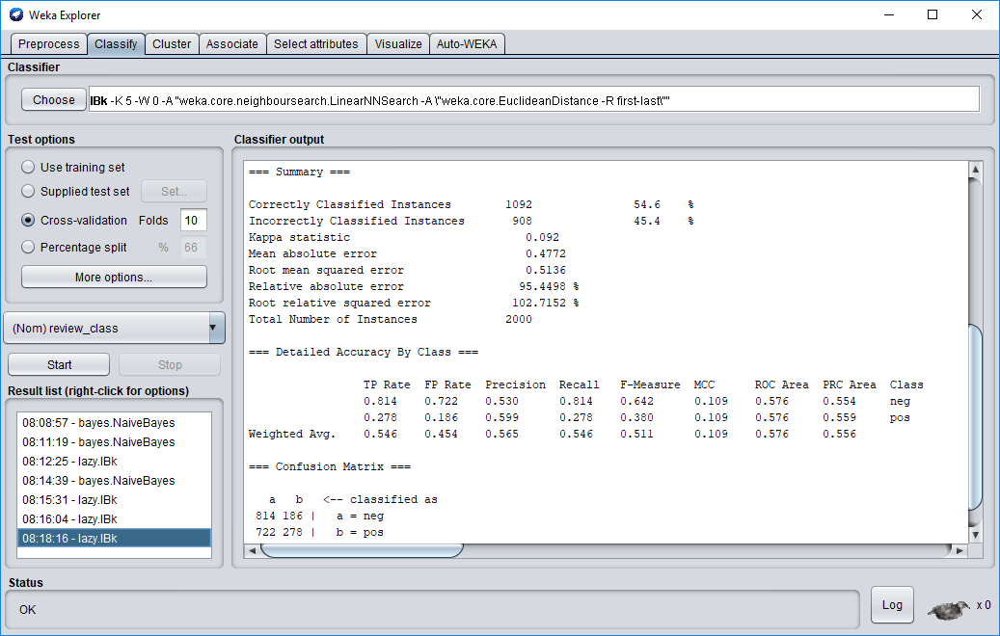 Weka Explorer
Preprocess Classify Cluster Associate Select attributes Visualize Auto-WEKA
Classifier
Choose IBk -K 5 -W 0 -A "weka.core.neighboursearch.LinearNNSearch -A \"weka.core.EuclideanDistance -R first-last\""
Test options
Use training set
Supplied test set Set...
Cross-validation Folds 10
Percentage split % 66
More options...
(Nom) review_class
Start Stop
Result list (right-click for options)
08:08:57 - bayes.NaiveBayes
08:11:19 - bayes.NaiveBayes
08:12:25 - lazy.IBk
08:14:39 - bayes.NaiveBayes
08:15:31 - lazy.IBk
08:16:04 - lazy.IBk
08:18:16 - lazy.IBk
Classifier output
=== Summary ===
Correctly Classified Instances 1092 54.6 %
Incorrectly Classified Instances 908 45.4 %
Kappa statistic 0.092
Mean absolute error 0.4772
Root mean squared error 0.5136
Relative absolute error 95.4498 %
Root relative squared error 102.7152 %
Total Number of Instances 2000
=== Detailed Accuracy By Class ===
TP Rate FP Rate Precision Recall F-Measure MCC ROC Area PRC Area Class
0.814 0.722 0.530 0.814 0.642 0.109 0.576 0.554 neg
0.278 0.186 0.599 0.278 0.380 0.109 0.576 0.559 pos
Weighted Avg. 0.546 0.454 0.565 0.546 0.511 0.109 0.576 0.556
=== Confusion Matrix ===
a b <-- classified as
814 186 | a = neg
722 278 | b = pos
Status
OK
Log
x 0